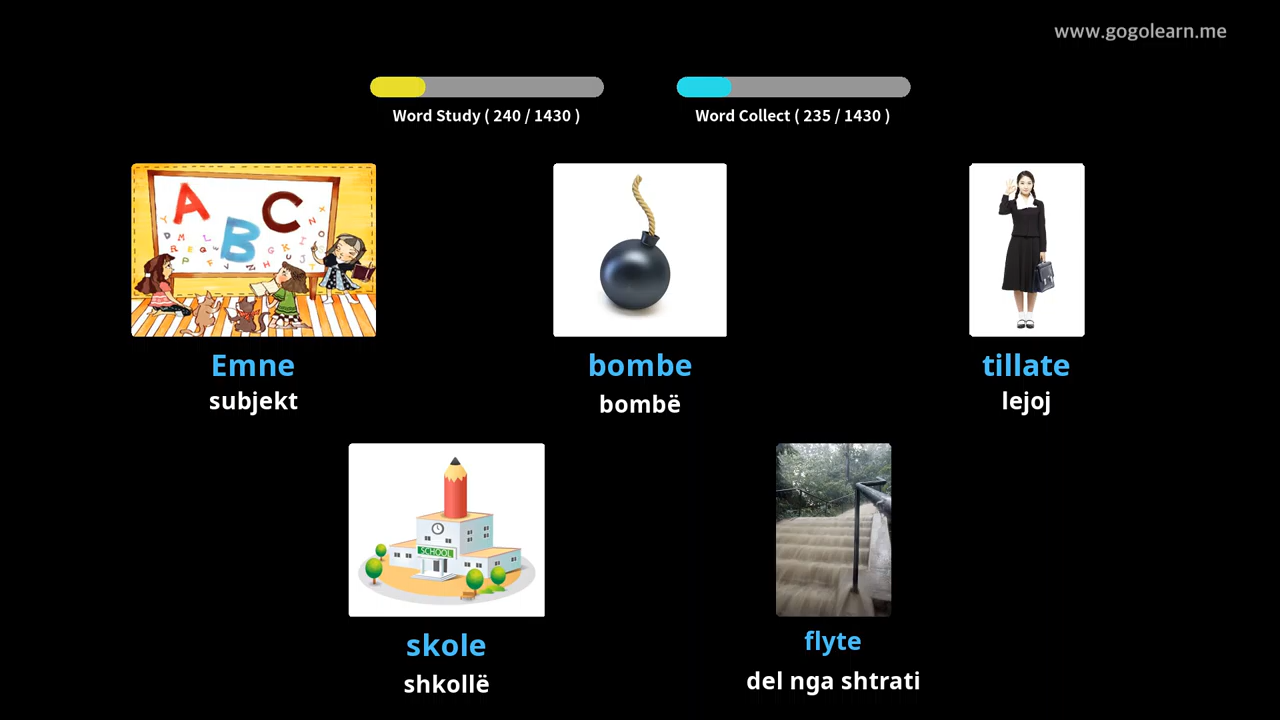 www.gogolearn.me
Word Study ( 240 / 1430 )
Word Collect ( 235 / 1430 )
A
B
C
Emne
subjekt
bombe
bombë
tillate
lejoj
SCHOOL
skole
shkollë
flyte
del nga shtrati